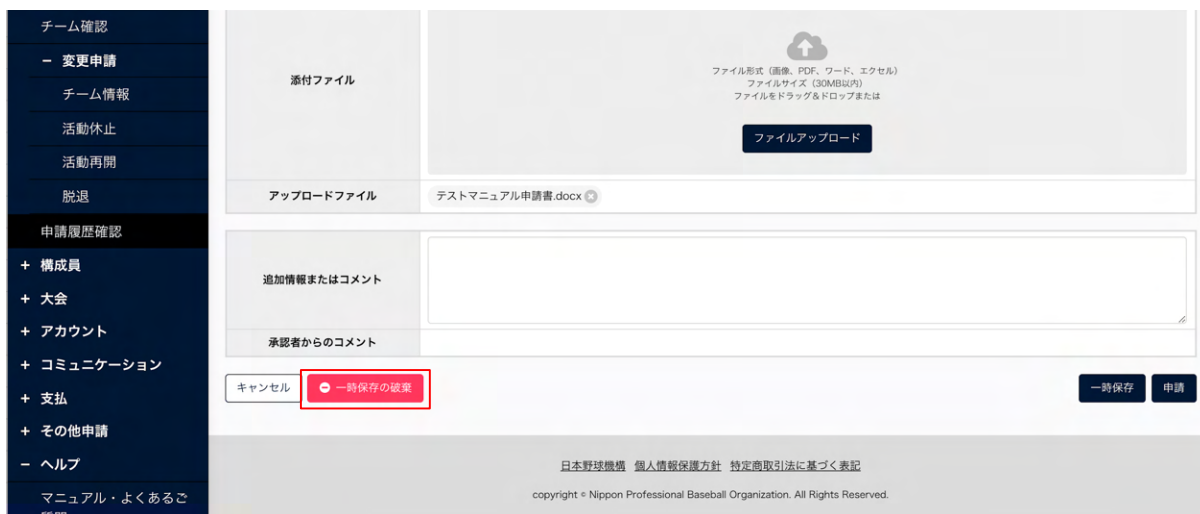 チーム確認
－ 変更申請
チーム情報
活動休止
活動再開
脱退
申請履歴確認
+ 構成員
+ 大会
+ アカウント
+ コミュニケーション
+ 支払
+ その他申請
－ ヘルプ
マニュアル・よくあるご
質問
添付ファイル
ファイル形式（画像、PDF、ワード、エクセル）
ファイルサイズ（30MB以内）
ファイルをドラッグ&ドロップまたは
ファイルアップロード
アップロードファイル
テストマニュアル申請書.docx
追加情報またはコメント
承認者からのコメント
キャンセル
一時保存の破棄
一時保存
申請
日本野球機構 個人情報保護方針 特定商取引法に基づく表記
copyright © Nippon Professional Baseball Organization. All Rights Reserved.